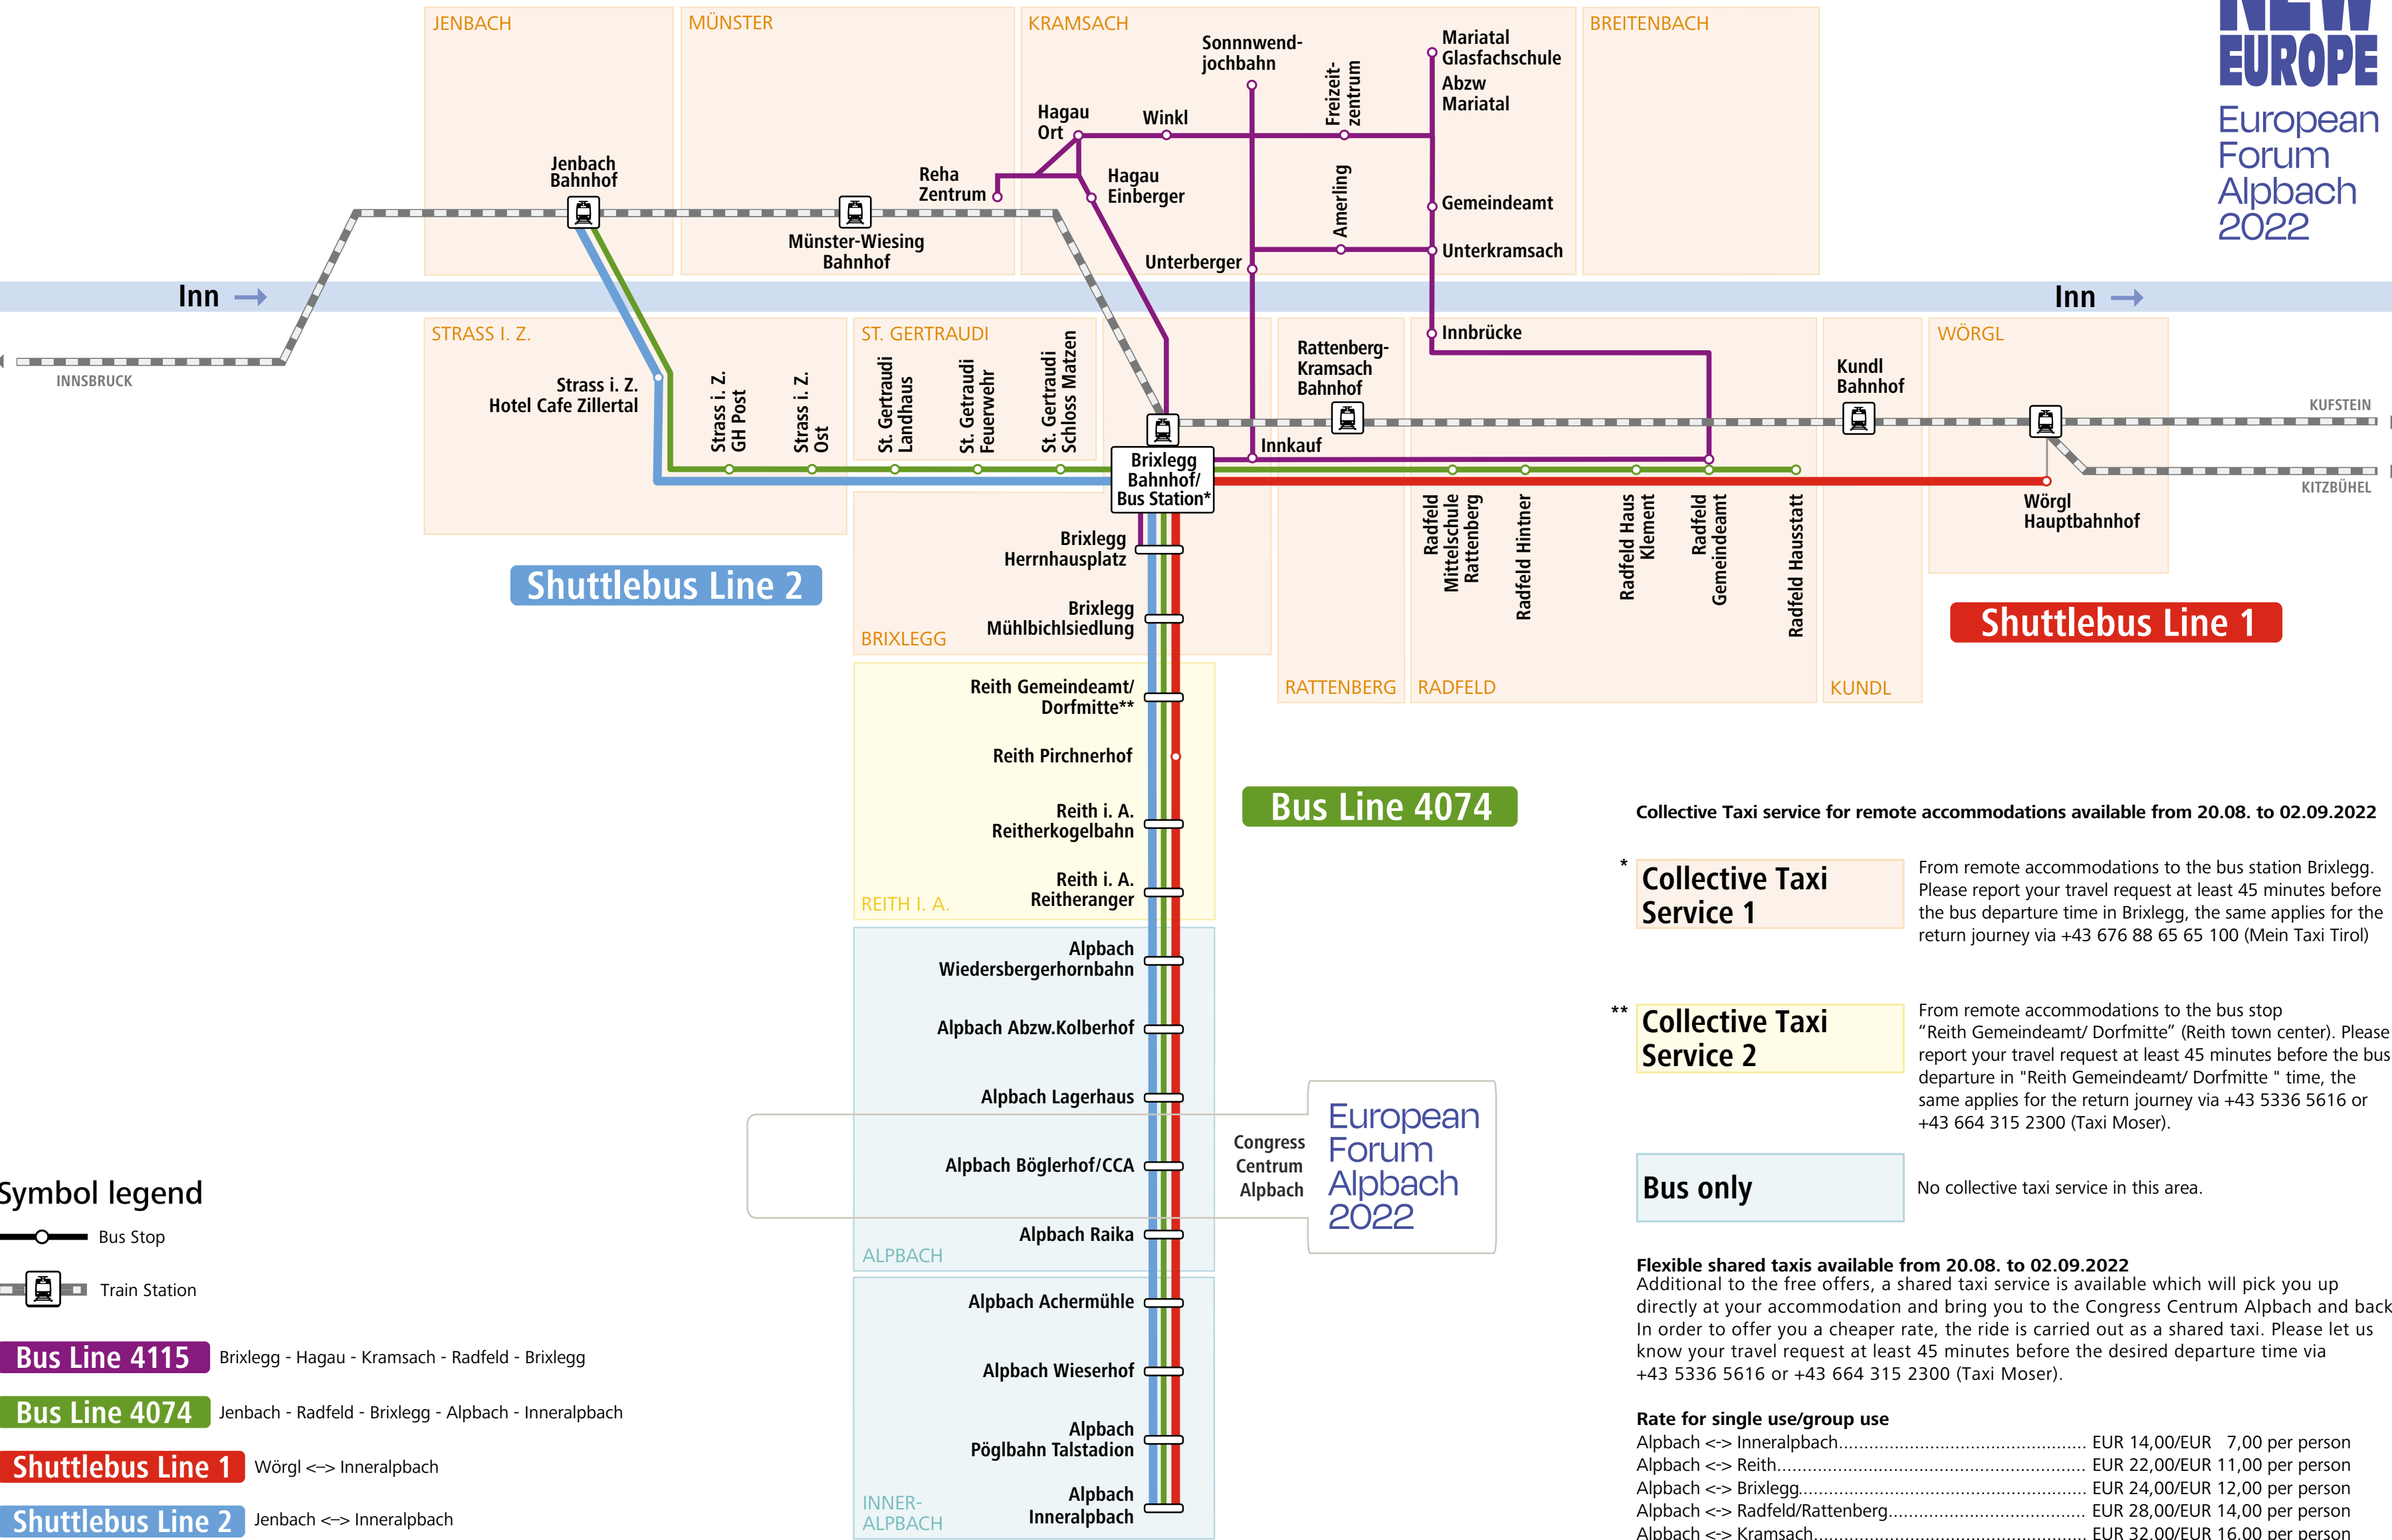 JENBACH
MÜNSTER
KRAMSACH
BREITENBACH
NEW
EUROPE
European
Forum
Alpbach
2022
Sonnnwend-
jochbahn
Mariatal
Glasfachschule
Abzw
Mariatal
Freizeit-
zentrum
Hagau
Ort
Winkl
Jenbach
Bahnhof
Reha
Zentrum
Hagau
Einberger
Amerling
Gemeindeamt
Münster-Wiesing
Bahnhof
Unterberger
Unterkramsach
Inn
Inn
STRASS I. Z.
ST. GERTRAUDI
WÖRGL
Innbrücke
INNSBRUCK
Strass i. Z.
Hotel Cafe Zillertal
Strass i. Z.
GH Post
Strass i. Z.
Ost
St. Gertraudi
Landhaus
St. Getraudi
Feuerwehr
St. Gertraudi
Schloss Matzen
Rattenberg-
Kramsach
Bahnhof
Kundl
Bahnhof
KUFSTEIN
KITZBÜHEL
Innkauf
Brixlegg
Bahnhof/
Bus Station*
Radfeld
Mittelschule
Rattenberg
Radfeld Hintner
Radfeld Haus
Klement
Radfeld
Gemeindeamt
Radfeld Hausstatt
Wörgl
Hauptbahnhof
Shuttlebus Line 2
Shuttlebus Line 1
Brixlegg
Herrnhausplatz
Brixlegg
Mühlbichlsiedlung
BRIXLEGG
RATTENBERG
RADFELD
KUNDL
Reith Gemeindeamt/
Dorfmitte**
Reith Pirchnerhof
Reith i. A.
Reitherkogelbahn
Reith i. A.
Reitheranger
REITH I. A.
Bus Line 4074
Alpbach
Wiedersbergerhornbahn
Alpbach Abzw.Kolberhof
Alpbach Lagerhaus
Alpbach Böglerhof/CCA
Alpbach Raika
ALPBACH
Congress
Centrum
Alpbach
European
Forum
Alpbach
2022
Alpbach Achermühle
Alpbach Wieserhof
Alpbach
Pöglbahn Talstadion
Alpbach
Inneralpbach
INNER-
ALPBACH
Symbol legend
Bus Stop
Train Station
Bus Line 4115 Brixlegg - Hagau - Kramsach - Radfeld - Brixlegg
Bus Line 4074 Jenbach - Radfeld - Brixlegg - Alpbach - Inneralpbach
Shuttlebus Line 1 Wörgl <-> Inneralpbach
Shuttlebus Line 2 Jenbach <-> Inneralpbach
Collective Taxi service for remote accommodations available from 20.08. to 02.09.2022
*
Collective Taxi
Service 1
From remote accommodations to the bus station Brixlegg.
Please report your travel request at least 45 minutes before
the bus departure time in Brixlegg, the same applies for the
return journey via +43 676 88 65 65 100 (Mein Taxi Tirol)
**
Collective Taxi
Service 2
From remote accommodations to the bus stop
“Reith Gemeindeamt/ Dorfmitte” (Reith town center). Please
report your travel request at least 45 minutes before the bus
departure in "Reith Gemeindeamt/ Dorfmitte " time, the
same applies for the return journey via +43 5336 5616 or
+43 664 315 2300 (Taxi Moser).
Bus only
No collective taxi service in this area.
Flexible shared taxis available from 20.08. to 02.09.2022
Additional to the free offers, a shared taxi service is available which will pick you up
directly at your accommodation and bring you to the Congress Centrum Alpbach and back
In order to offer you a cheaper rate, the ride is carried out as a shared taxi. Please let us
know your travel request at least 45 minutes before the desired departure time via
+43 5336 5616 or +43 664 315 2300 (Taxi Moser).
Rate for single use/group use
Alpbach <-> Inneralpbach................ EUR 14,00/EUR 7,00 per person
Alpbach <-> Reith................ EUR 22,00/EUR 11,00 per person
Alpbach <-> Brixlegg................ EUR 24,00/EUR 12,00 per person
Alpbach <-> Radfeld/Rattenberg................ EUR 28,00/EUR 14,00 per person
Alpbach <-> Kramsach................ EUR 32,00/EUR 16,00 per person